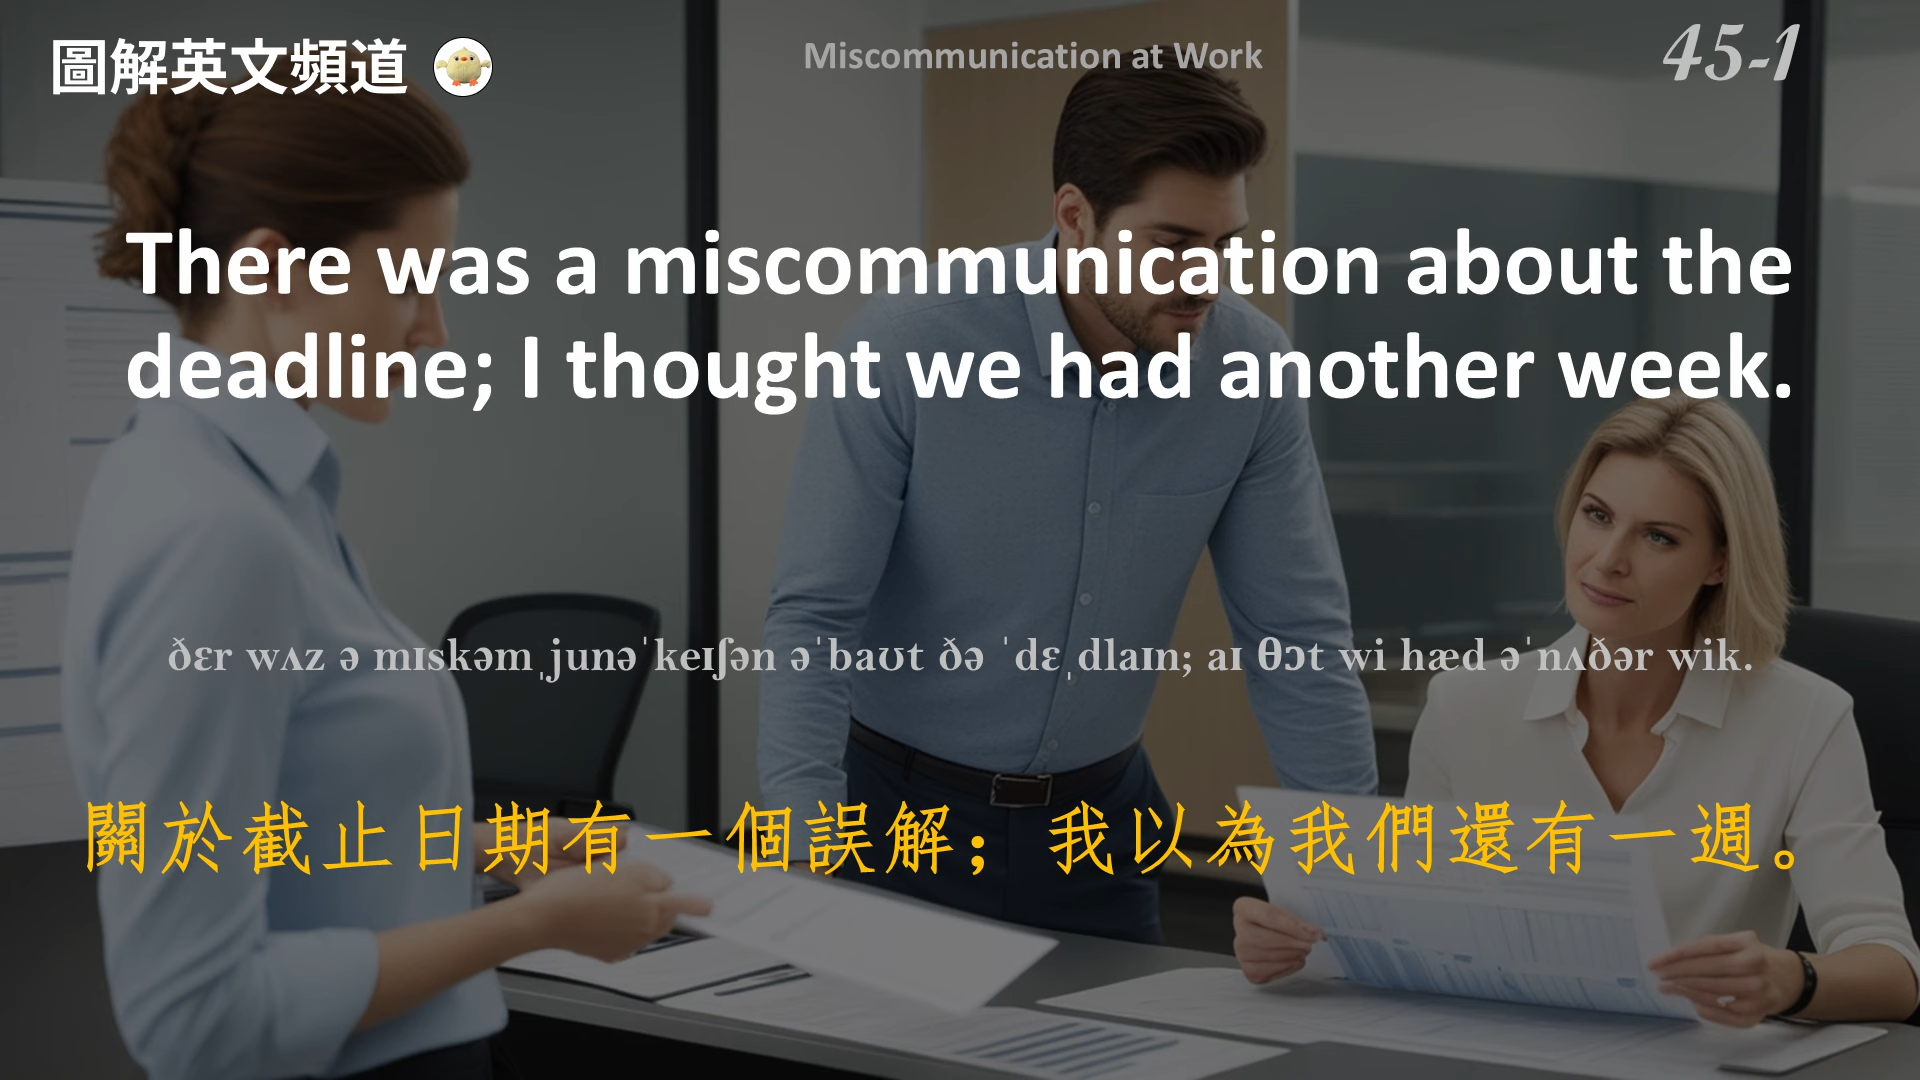 圖解英文頻道
Miscommunication at Work
45-1
There was a miscommunication about the
deadline; I thought we had another week.
ðɛr wʌz ə mɪskəmˌjunəˈkeɪʃən əˈbaʊt ðə ˈdɛˌdlaɪn; aɪ θɔt wi hæd əˈnʌðər wik.
關於截止日期有一個誤解；我以為我們還有一週。